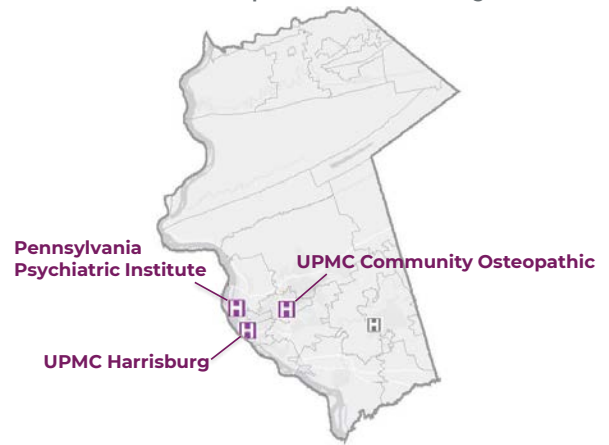 Pennsylvania
Psychiatric Institute
UPMC Community Osteopathic
H
H
H
H
UPMC Harrisburg